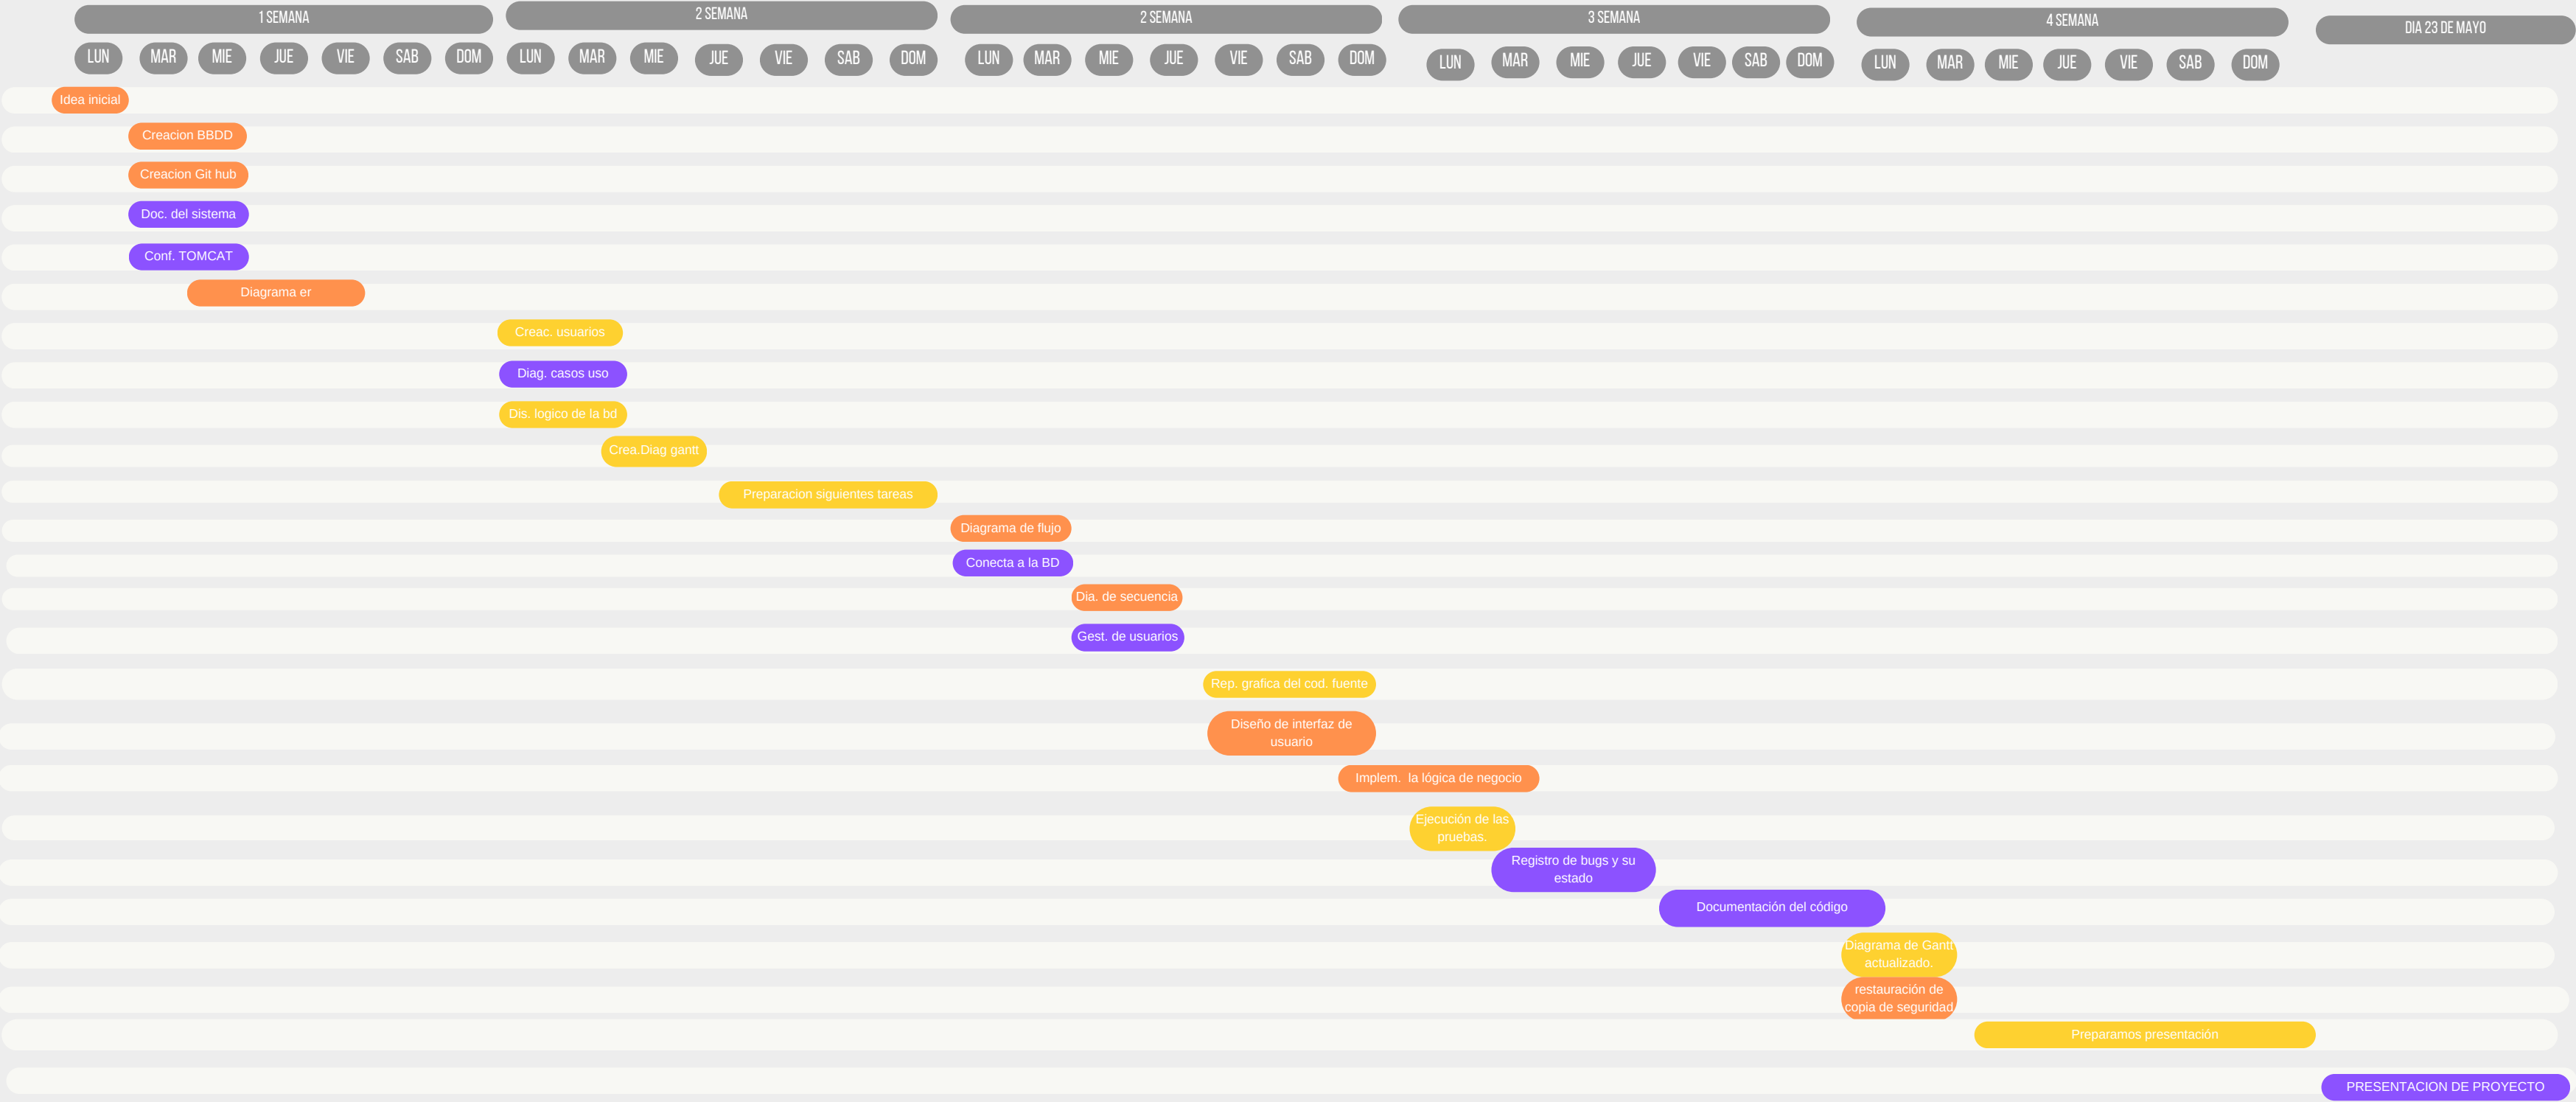 1 SEMANA
2 SEMANA
2 SEMANA
3 SEMANA
4 SEMANA
DIA 23 DE MAYO
LUN MAR MIE JUE VIE SAB DOM LUN MAR MIE JUE VIE SAB DOM LUN MAR MIE JUE VIE SAB DOM LUN MAR MIE JUE VIE SAB DOM LUN MAR MIE JUE VIE SAB DOM
Idea inicial
Creacion BBDD
Creacion Git hub
Doc. del sistema
Conf. TOMCAT
Diagrama er
Creac. usuarios
Diag. casos uso
Dis. logico de la bd
Crea.Diag gantt
Preparacion siguientes tareas
Diagrama de flujo
Conecta a la BD
Dia. de secuencia
Gest. de usuarios
Rep. grafica del cod. fuente
Diseño de interfaz de
usuario
Implem. la lógica de negocio
Ejecución de las
pruebas.
Registro de bugs y su
estado
Documentación del código
Diagrama de Gantt
actualizado.
restauración de
copia de seguridad
Preparamos presentación
PRESENTACION DE PROYECTO